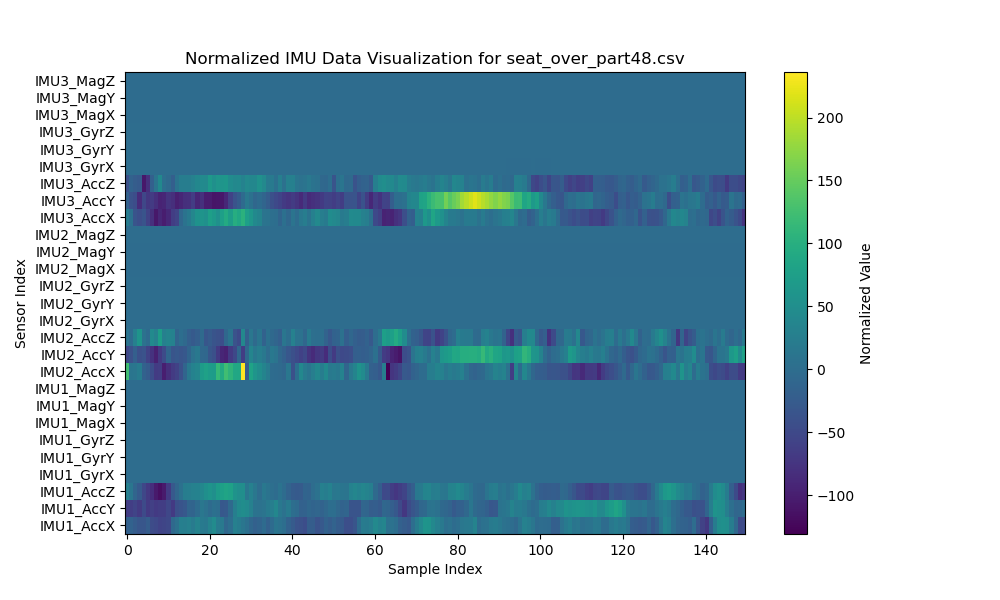 Normalized IMU Data Visualization for seat_over_part48.csv
IMU3_MagZ
IMU3_MagY
IMU3_MagX
IMU3_GyrZ
IMU3_GyrY
IMU3_GyrX
IMU3_AccZ
IMU3_AccY
IMU3_AccX
IMU2_MagZ
IMU2_MagY
IMU2_MagX
IMU2_GyrZ
IMU2_GyrY
IMU2_GyrX
IMU2_AccZ
IMU2_AccY
IMU2_AccX
IMU1_MagZ
IMU1_MagY
IMU1_MagX
IMU1_GyrZ
IMU1_GyrY
IMU1_GyrX
IMU1_AccZ
IMU1_AccY
IMU1_AccX
Sensor Index
0 20 40 60 80 100 120 140
Sample Index
200
150
100
50
0
−50
−100
Normalized Value